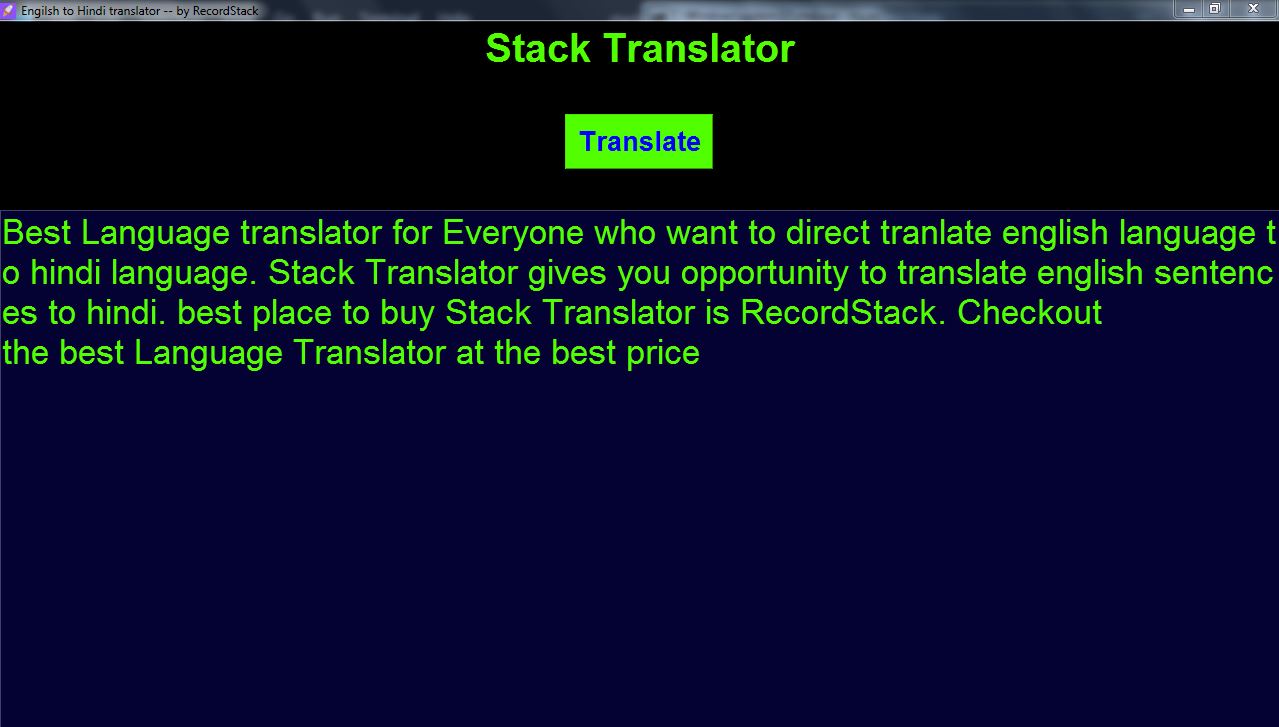 Engilsh to Hindi translator -- by RecordStack
Stack Translator
Translate
Best Language translator for Everyone who want to direct tranlate english language t
o hindi language. Stack Translator gives you opportunity to translate english sentenc
es to hindi. best place to buy Stack Translator is RecordStack. Checkout
the best Language Translator at the best price